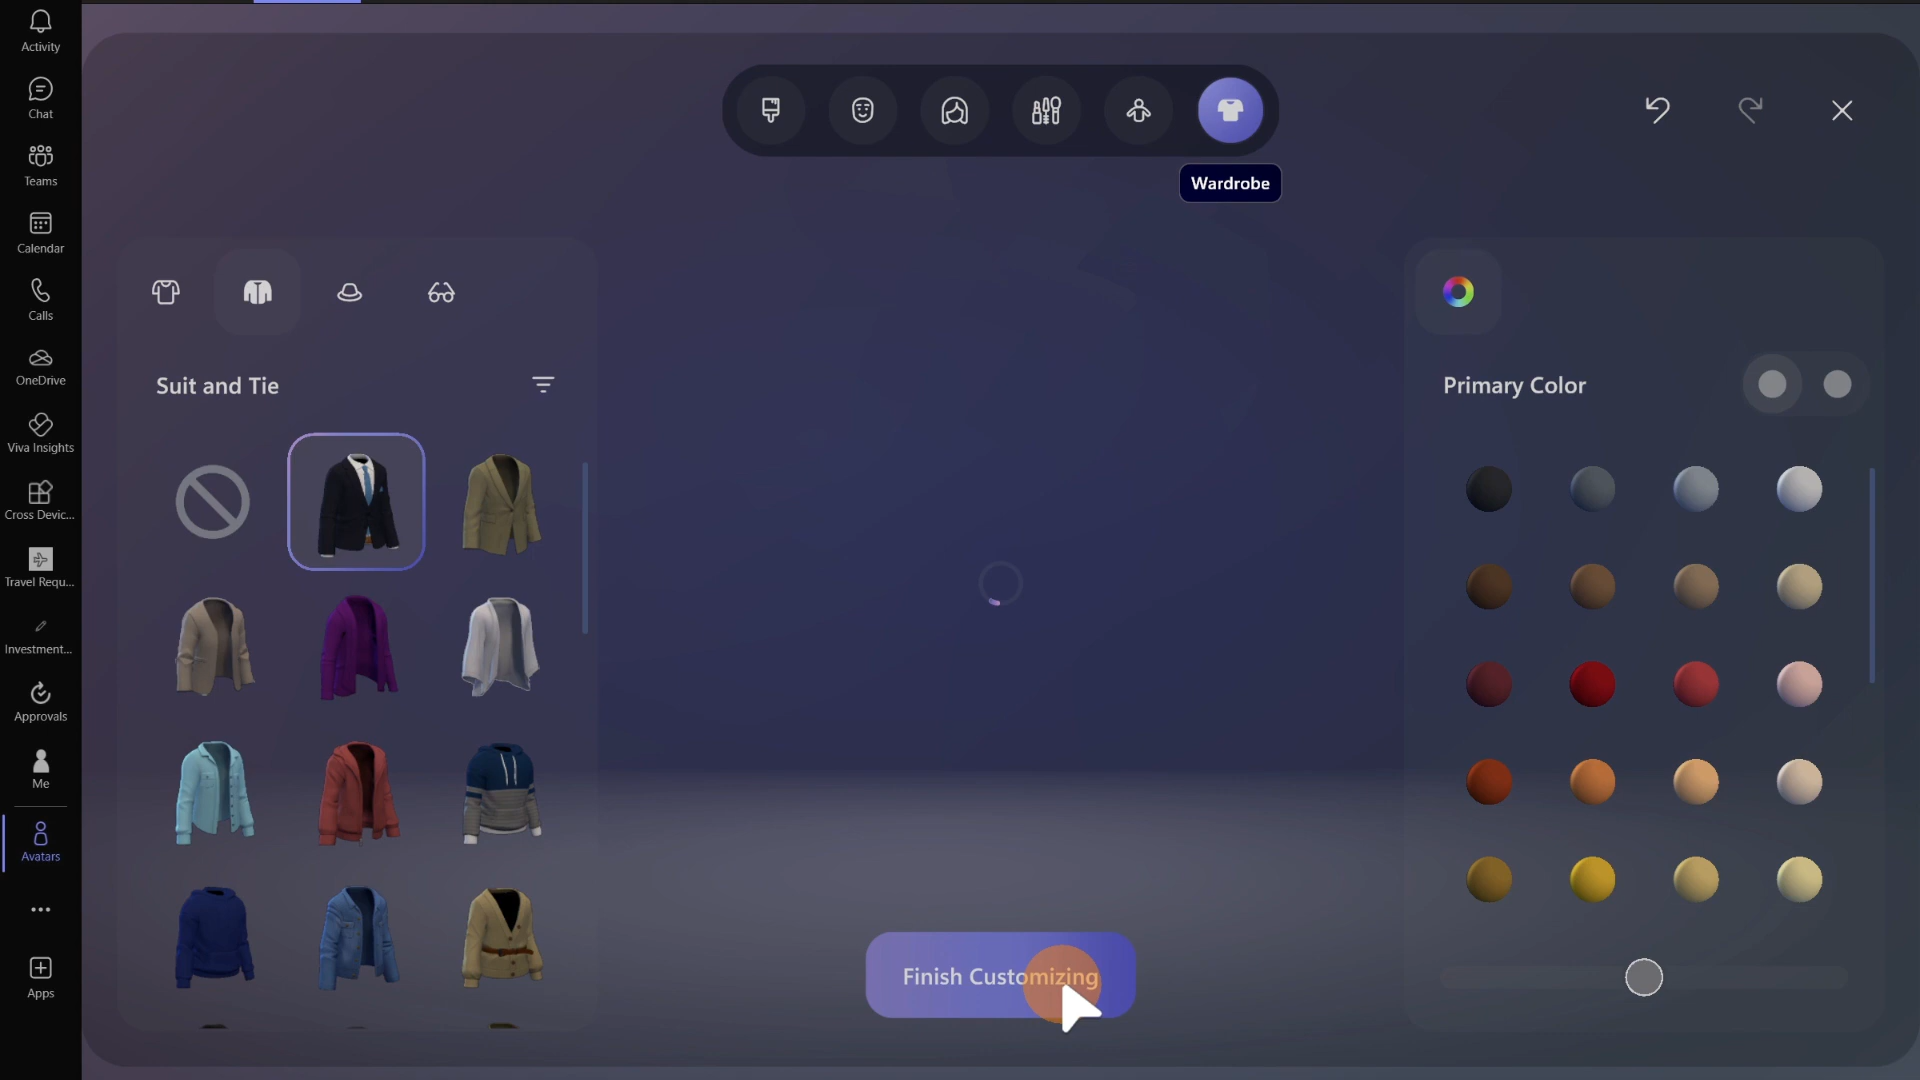 Activity
Chat
Teams
Calendar
Calls
OneDrive
Viva Insights
Cross Devic...
Travel Requ...
Investment...
Approvals
Me
Avatars
Apps
Wardrobe
Suit and Tie
Primary Color
Finish Customizing